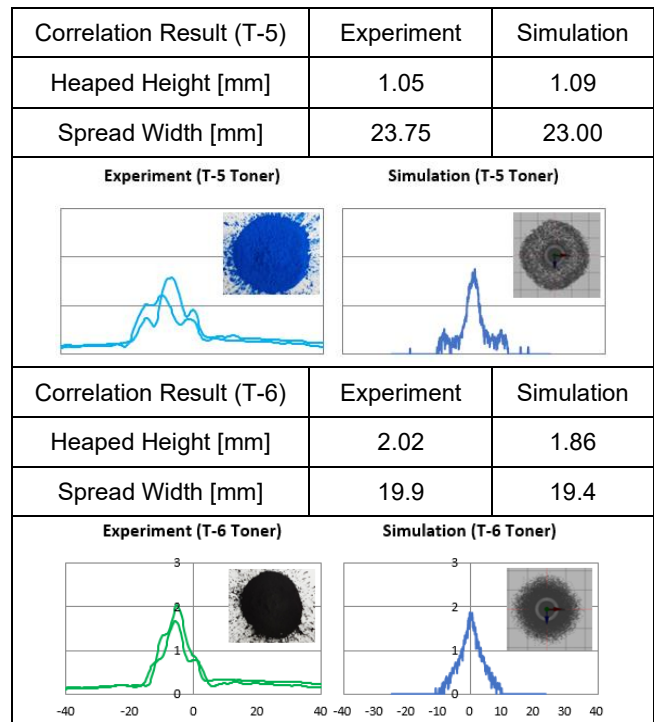 Correlation Result (T-5) Experiment Simulation
Heaped Height [mm] 1.05 1.09
Spread Width [mm] 23.75 23.00
Experiment (T-5 Toner) Simulation (T-5 Toner)
Correlation Result (T-6) Experiment Simulation
Heaped Height [mm] 2.02 1.86
Spread Width [mm] 19.9 19.4
Experiment (T-6 Toner) Simulation (T-6 Toner)
3 3
2 2
1 1
0 0
-40 -20 0 20 40 -40 -30 -20 -10 0 10 20 30 40